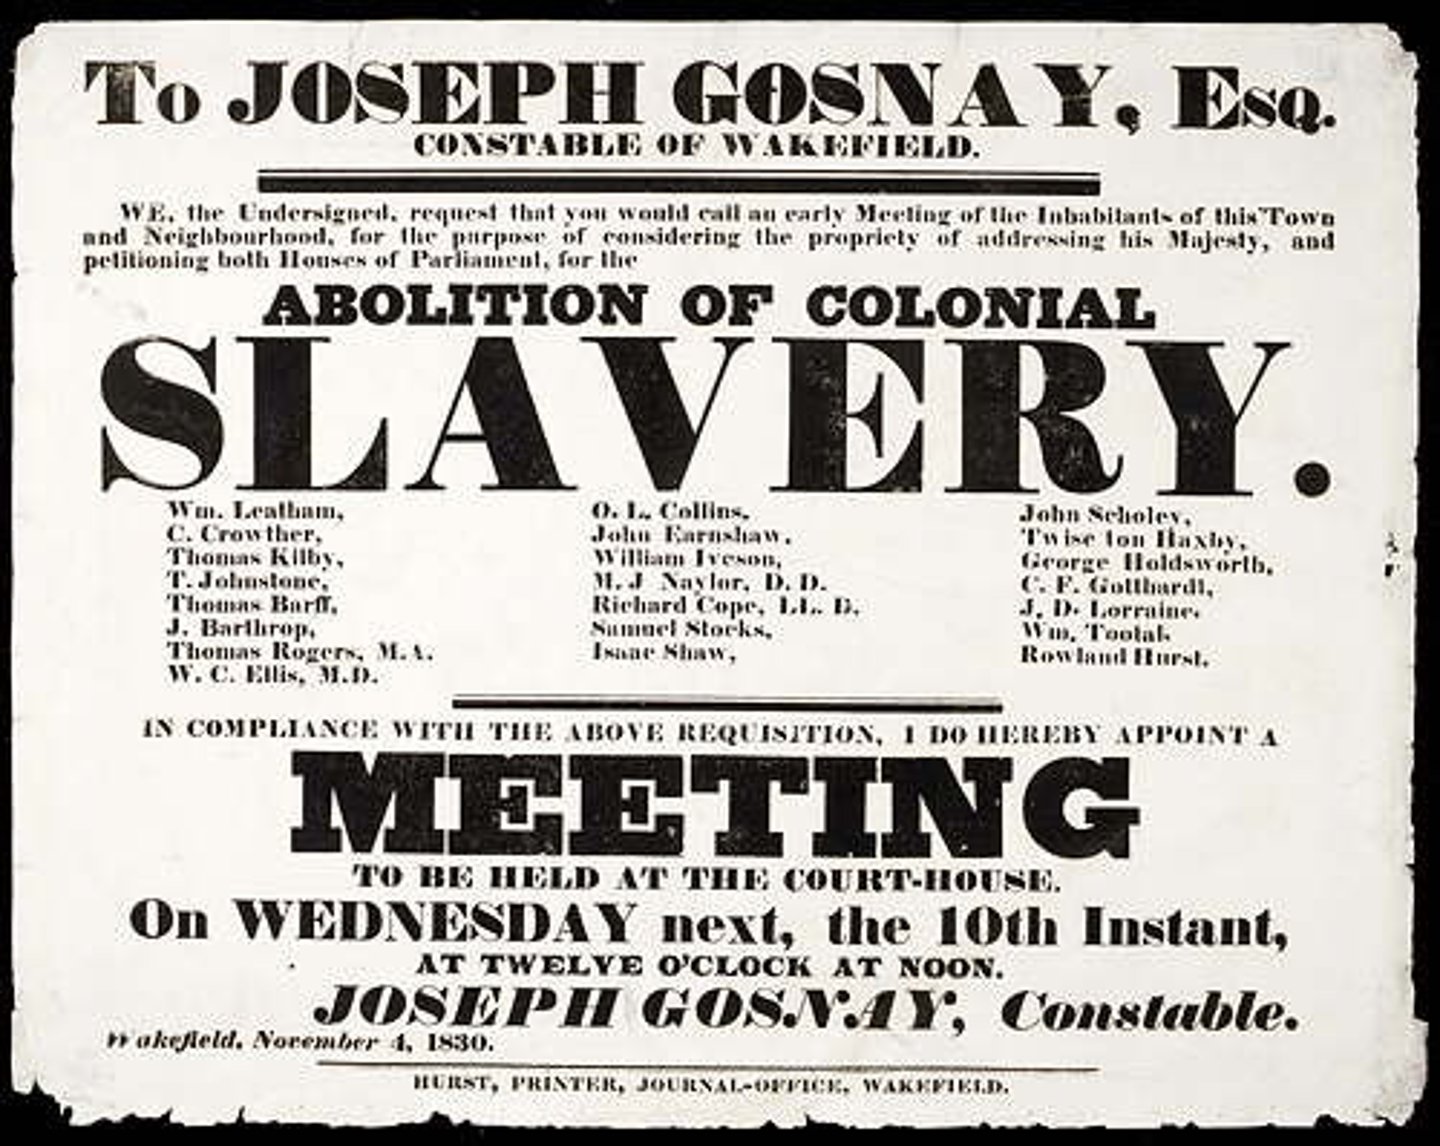 To JOSEPH GOSNAY, Esq.
CONSTABLE OF WAKEFIELD.
WE, the Undersigned, request that you would call an early Meeting of the Inhabitants of this Town
and Neighbourhood, for the purpose of considering the propriety of addressing his Majesty, and
petitioning both Houses of Parliament, for the
ABOLITION OF COLONIAL
SLAVERY.
Wm. Leatham,
C. Crowther,
Thomas Kilby,
T. Johnstone,
Thomas Barff,
J. Barthrop,
Thomas Rogers, M.A.
W. C. Ellis, M.D.
O. L. Collins,
John Earnshaw,
William Iveson,
M. J Naylor, D. D.
Richard Cope, LL. D.
Samuel Stocks,
Isaac Shaw,
John Scholey,
Twisleton Haxby,
George Holdsworth,
C. F. Gotthardt,
J. D. Lorraine,
Wm. Tootal,
Rowland Hurst.
IN COMPLIANCE WITH THE ABOVE REQUISITION, I DO HEREBY APPOINT A
MEETING
TO BE HELD AT THE COURT-HOUSE.
On WEDNESDAY next, the 10th Instant,
AT TWELVE O'CLOCK AT NOON.
JOSEPH GOSNAY, Constable.
Wakefield, November 4, 1830.
HURST, PRINTER, JOURNAL-OFFICE, WAKEFIELD.